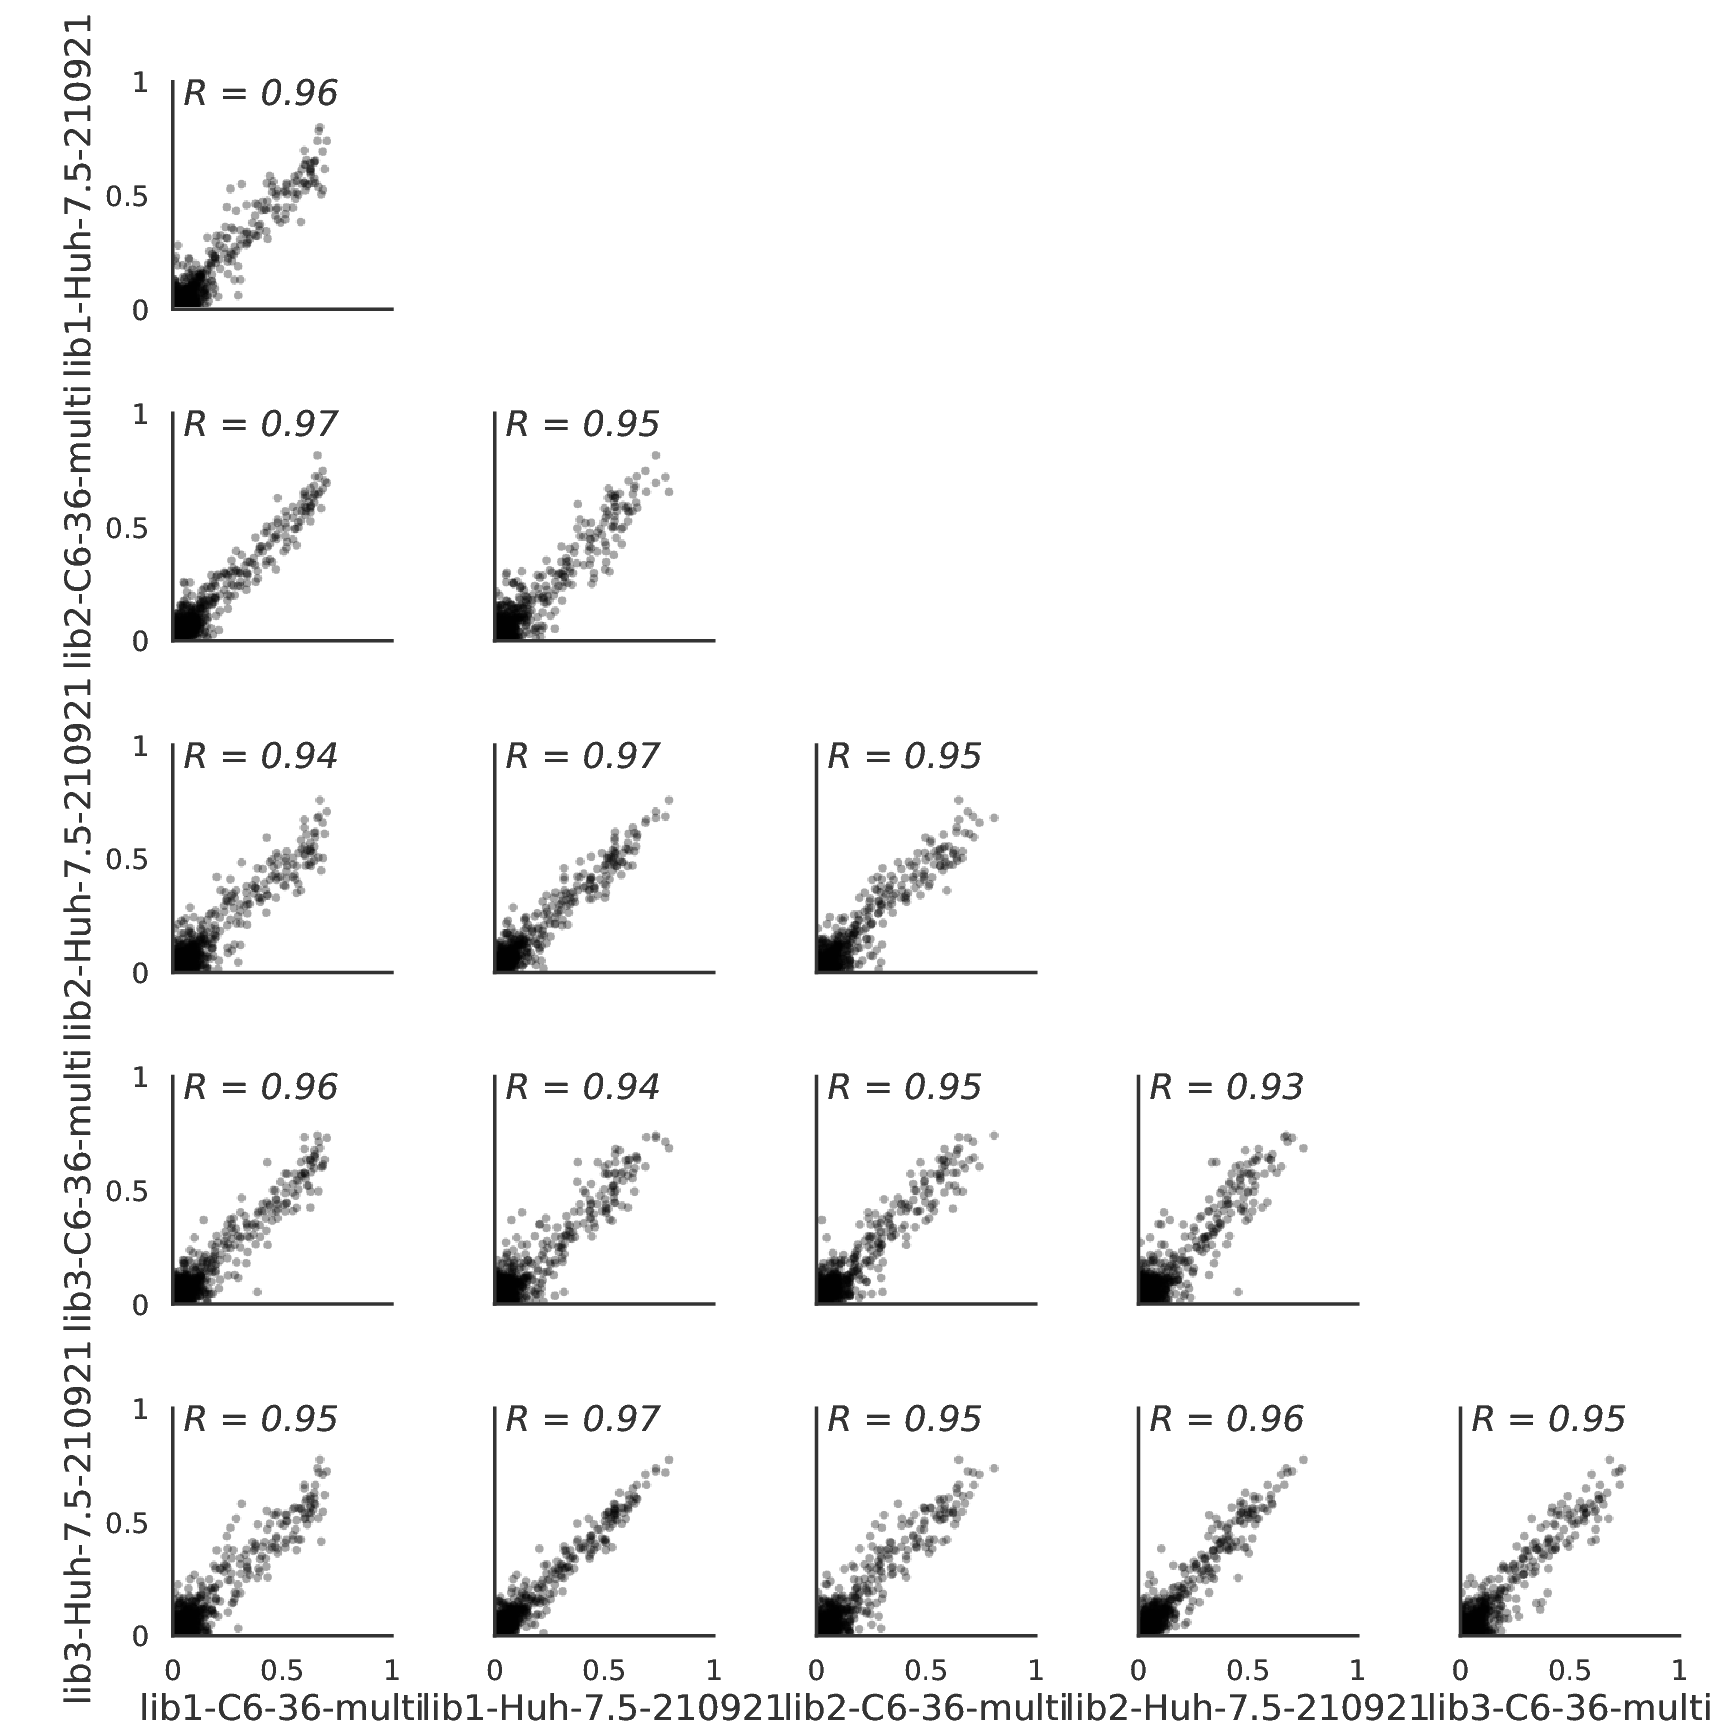 lib1-Huh-7.5-210921
1
0.5
0
R = 0.96
lib2-C6-36-multi
1
0.5
0
R = 0.97
R = 0.95
lib2-Huh-7.5-210921
1
0.5
0
R = 0.94
R = 0.97
R = 0.95
lib3-C6-36-multi
1
0.5
0
R = 0.96
R = 0.94
R = 0.95
R = 0.93
lib3-Huh-7.5-210921
1
0.5
0
R = 0.95
R = 0.97
R = 0.95
R = 0.96
R = 0.95
0 0.5 1 0 0.5 1 0 0.5 1 0 0.5 1 0 0.5 1
lib1-C6-36-multi lib1-Huh-7.5-210921 lib2-C6-36-multi lib2-Huh-7.5-210921 lib3-C6-36-multi